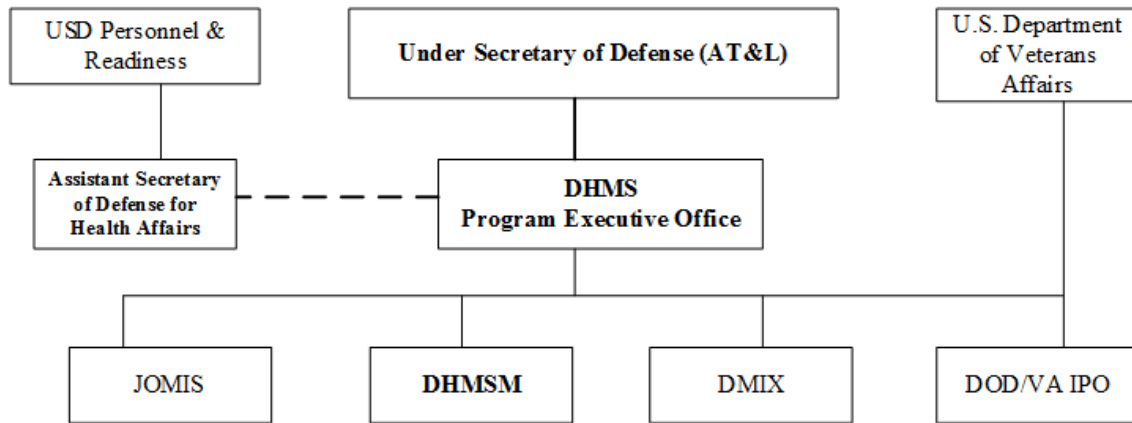 USD Personnel &
Readiness
Under Secretary of Defense (AT&L)
U.S. Department
of Veterans
Affairs
Assistant Secretary
of Defense for
Health Affairs
DHMS
Program Executive Office
JOMIS
DHMSM
DMIX
DOD/VA IPO